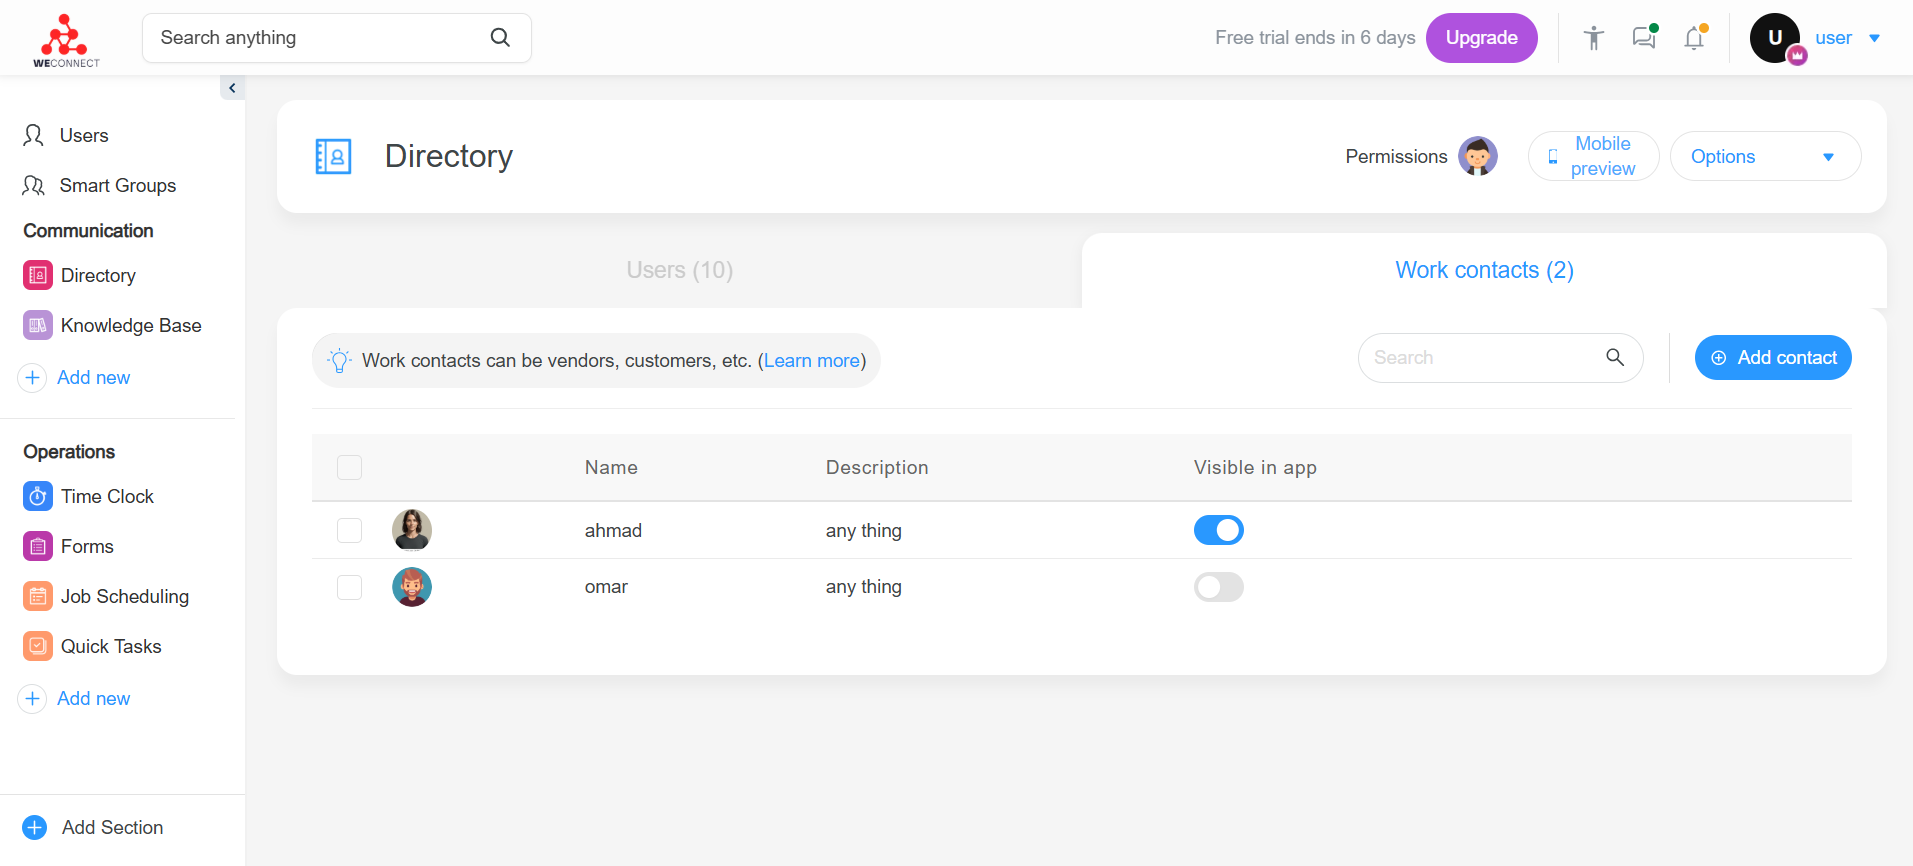 WECONNECT
Search anything
Free trial ends in 6 days
Upgrade
U
user
Users
Smart Groups
Communication
Directory
Knowledge Base
Add new
Operations
Time Clock
Forms
Job Scheduling
Quick Tasks
Add new
Add Section
Directory
Permissions
Mobile
preview
Options
Users (10)
Work contacts (2)
Work contacts can be vendors, customers, etc. (Learn more)
Search
Add contact
Name Description Visible in app
ahmad any thing
omar any thing